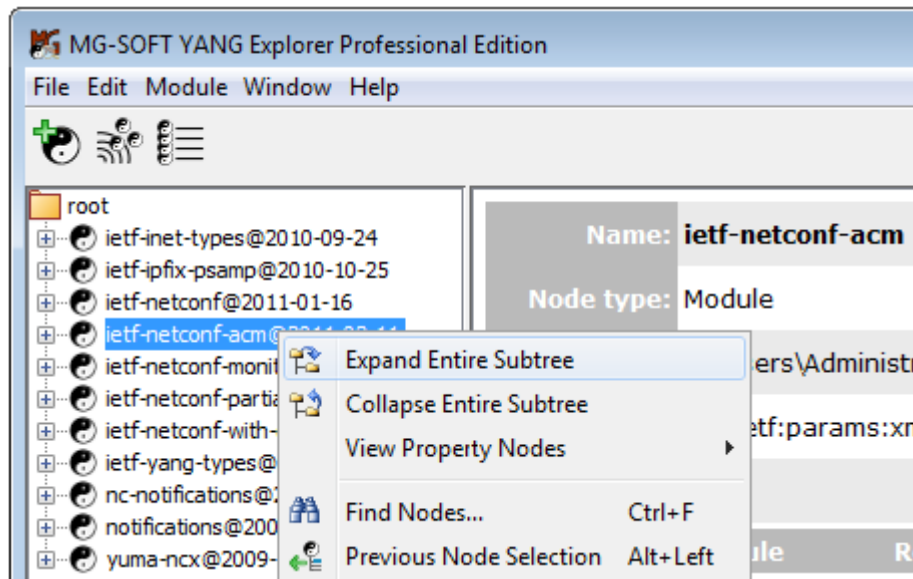 MG-SOFT YANG Explorer Professional Edition
File Edit Module Window Help
root
ietf-inet-types@2010-09-24
ietf-ipfix-psamp@2010-10-25
ietf-netconf@2011-01-16
ietf-netconf-acm@
ietf-netconf-monit
ietf-netconf-partia
ietf-netconf-with-
ietf-yang-types@
nc-notifications@2
notifications@200
yuma-ncx@2009-
Name: ietf-netconf-acm
Node type: Module
ers\Administr
etf:params:xm
ule R
Expand Entire Subtree
Collapse Entire Subtree
View Property Nodes
Find Nodes... Ctrl+F
Previous Node Selection Alt+Left